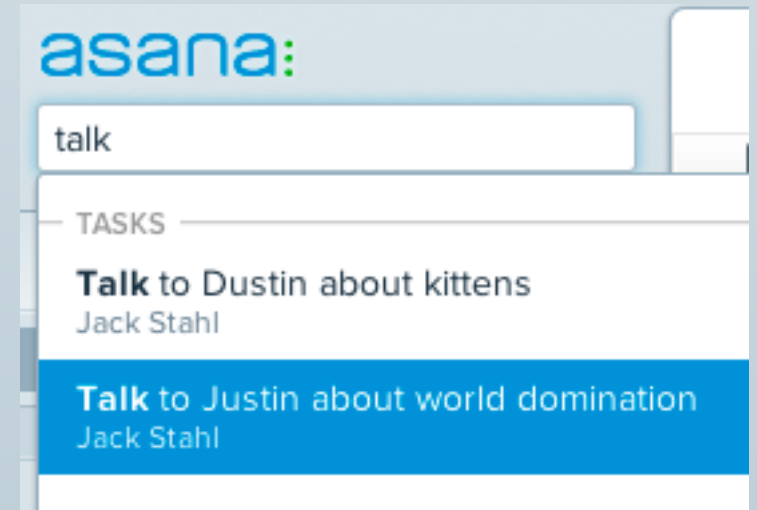 asana
talk
TASKS
Talk to Dustin about kittens
Jack Stahl
Talk to Justin about world domination
Jack Stahl